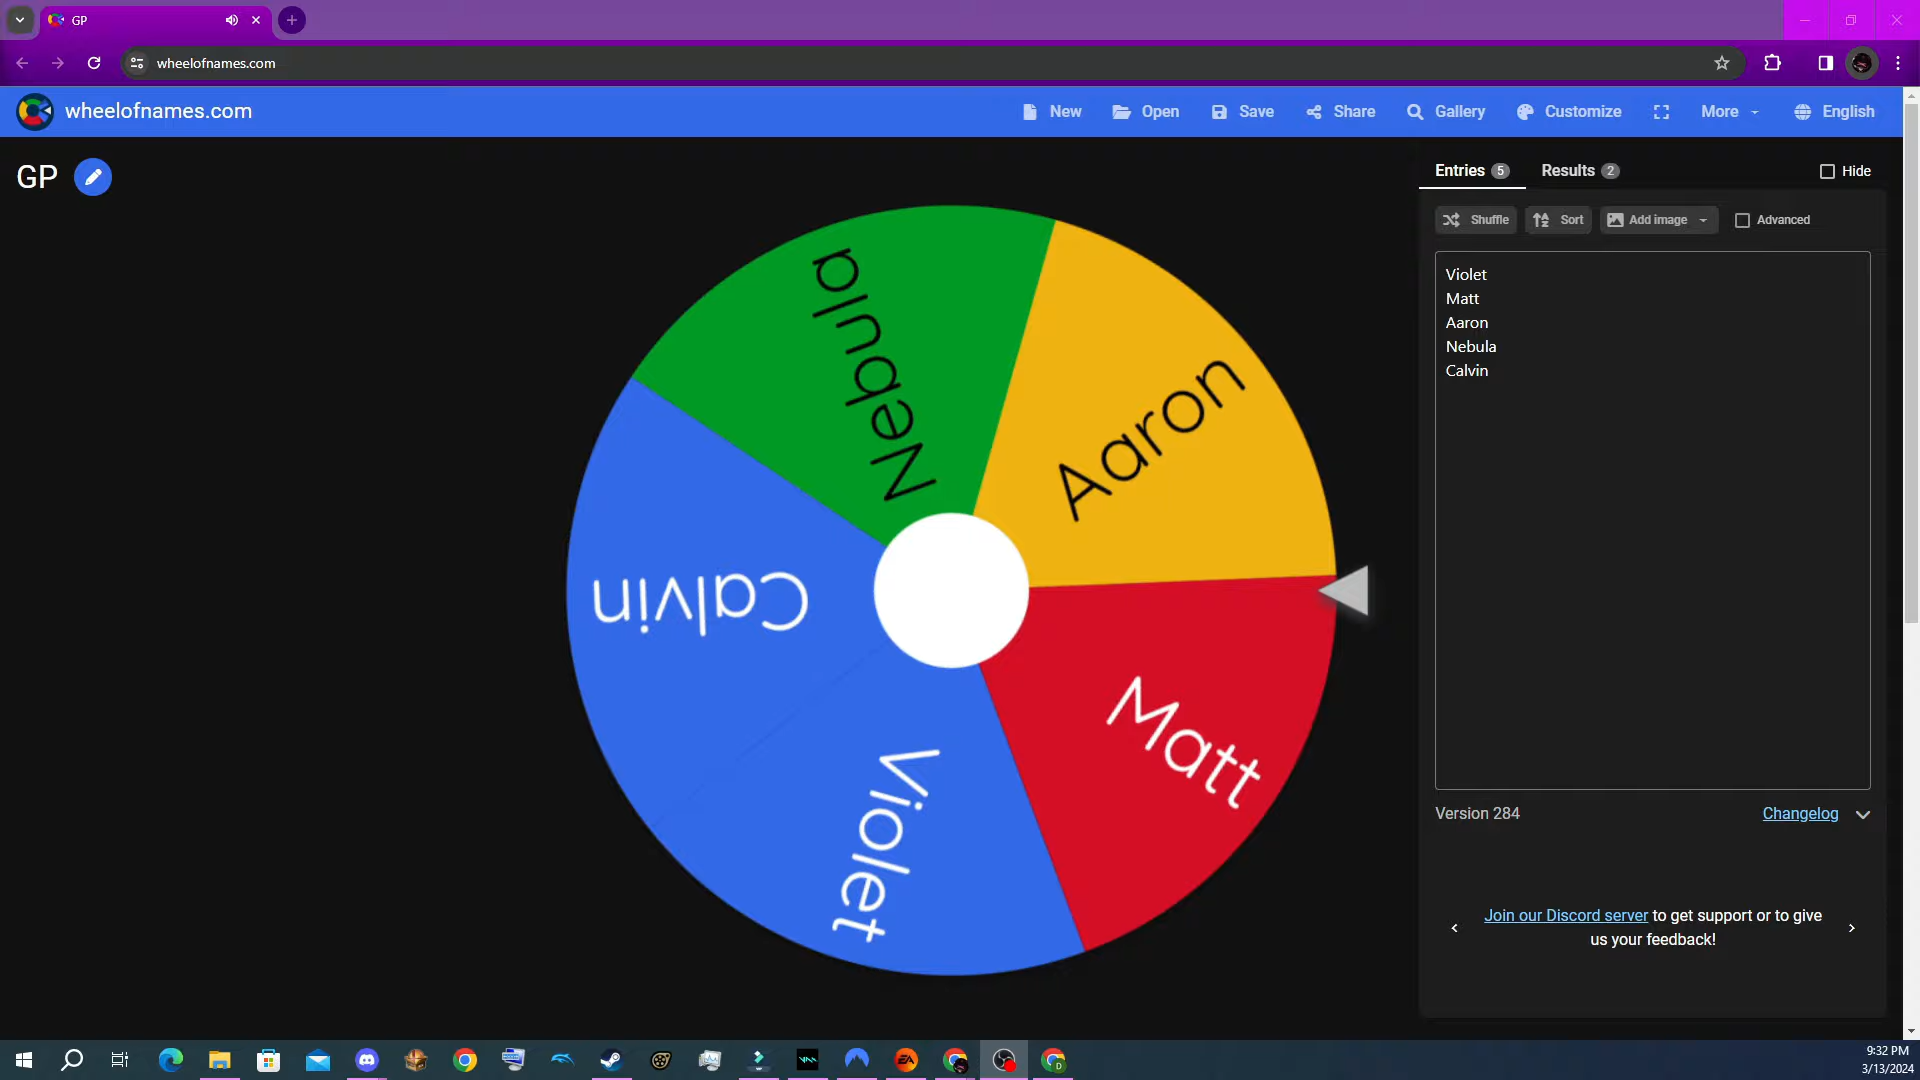 GP
wheelofnames.com
wheelofnames.com
New
Open
Save
Share
Gallery
Customize
More
English
GP
Entries 5
Results 2
Hide
Shuffle
Sort
Add image
Advanced
Violet
Matt
Aaron
Nebula
Calvin
Nebula
Aaron
Calvin
Matt
Violet
Version 284
Changelog
Join our Discord server to get support or to give
us your feedback!
9:32 PM
3/13/2024